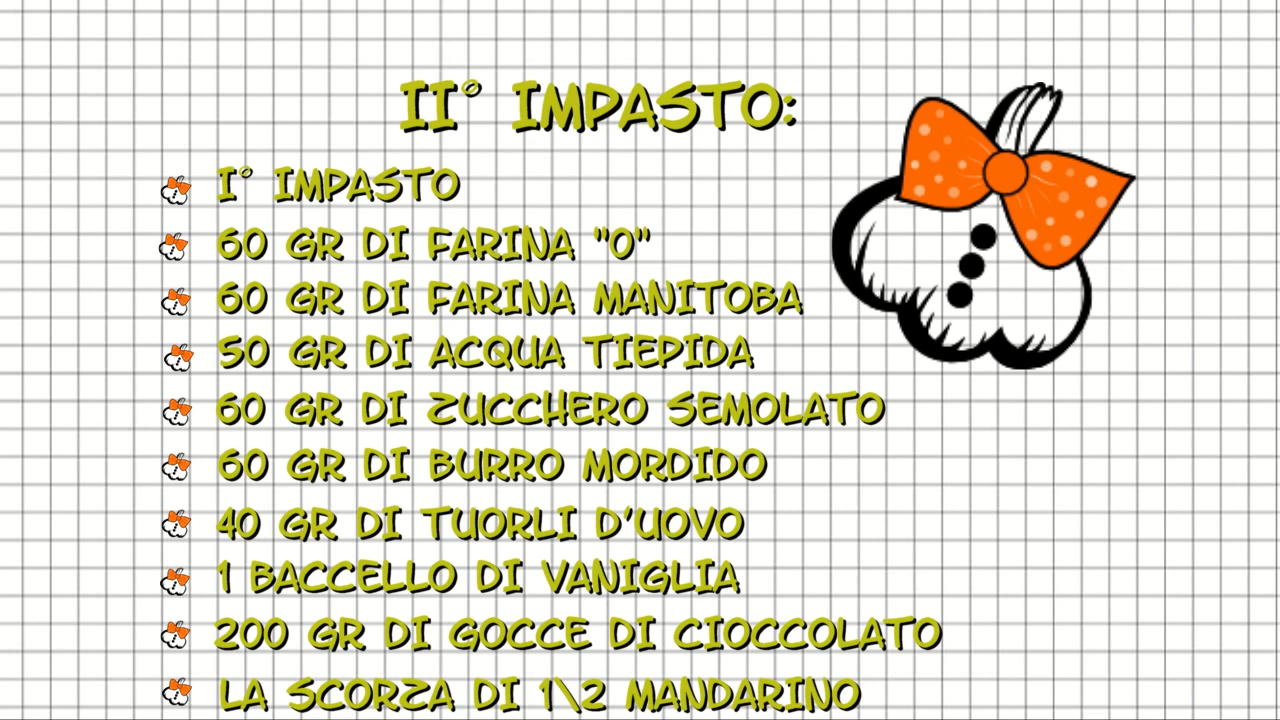 II° IMPASTO:
I° IMPASTO
60 GR DI FARINA "0"
60 GR DI FARINA MANITOBA
50 GR DI ACQUA TIEPIDA
60 GR DI ZUCCHERO SEMOLATO
60 GR DI BURRO MORDIDO
40 GR DI TUORLI D'UOVO
1 BACCELLO DI VANIGLIA
200 GR DI GOCCE DI CIOCCOLATO
LA SCORZA DI 1\2 MANDARINO